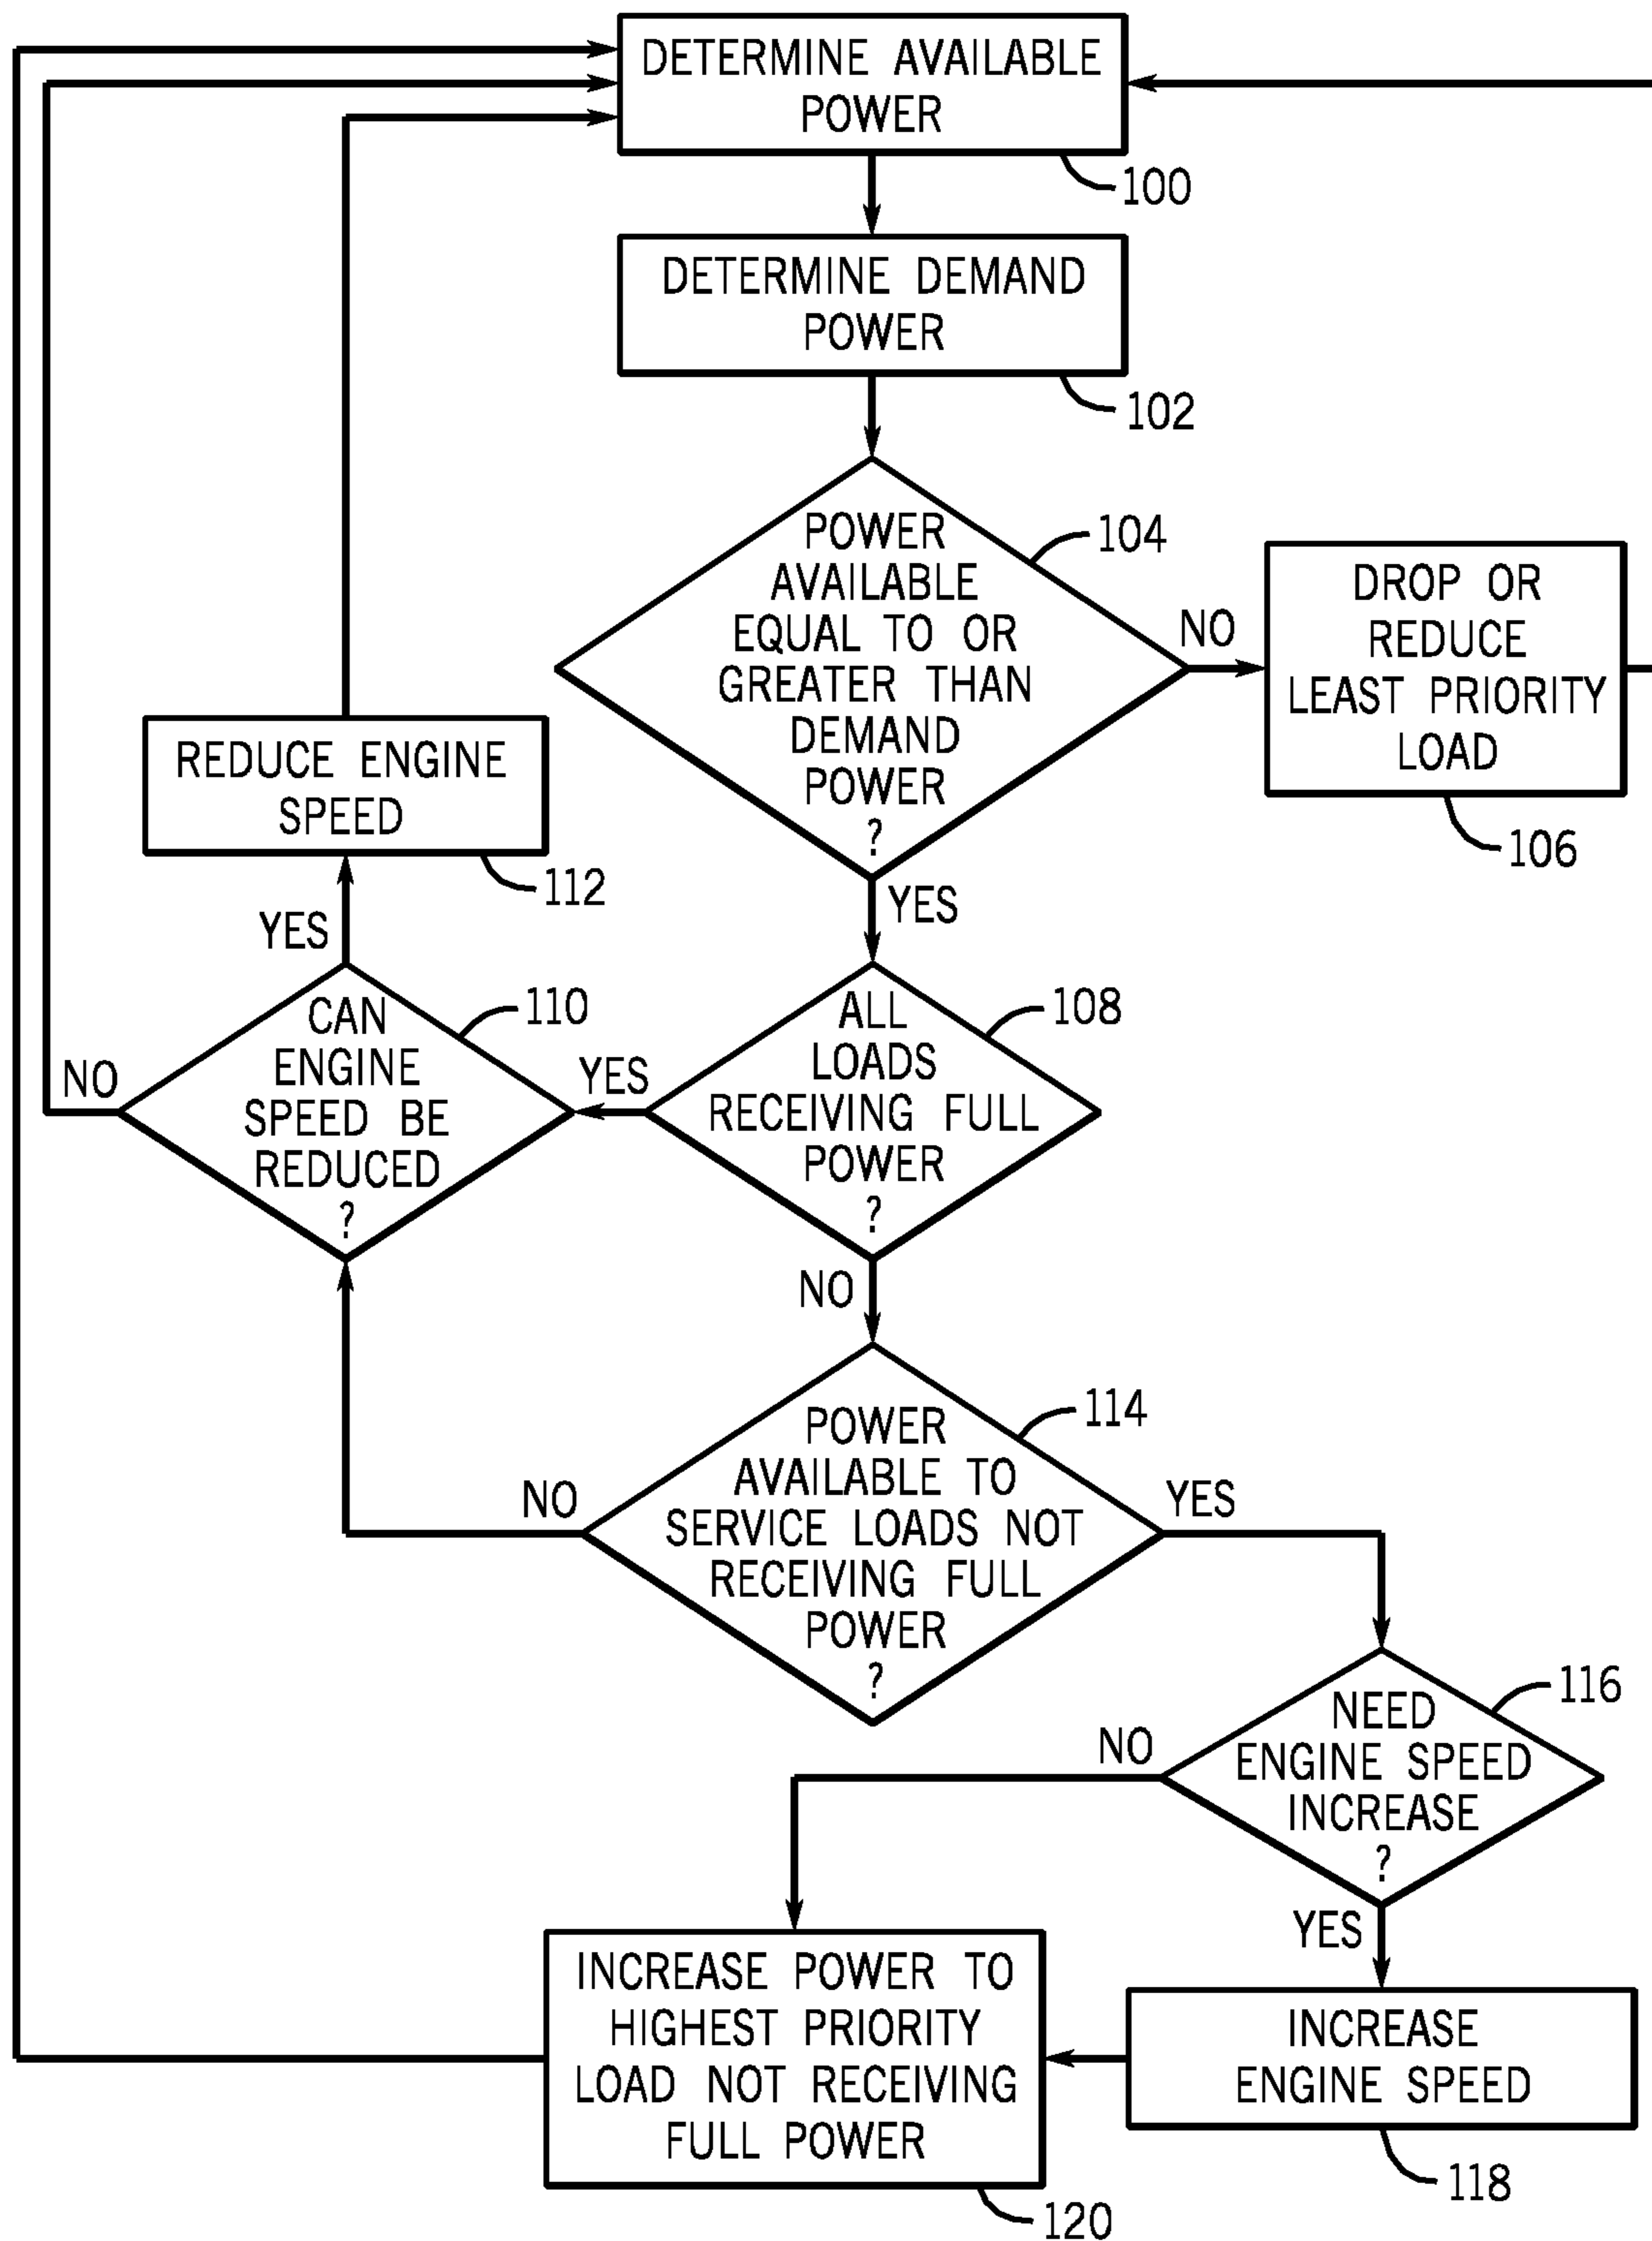 DETERMINE AVAILABLE
POWER
100
DETERMINE DEMAND
POWER
102
POWER
AVAILABLE
EQUAL TO OR
GREATER THAN
DEMAND
POWER
?
104
NO
DROP OR
REDUCE
LEAST PRIORITY
LOAD
106
YES
REDUCE ENGINE
SPEED
112
YES
CAN
ENGINE
SPEED BE
REDUCED
?
110
NO
YES
ALL
LOADS
RECEIVING FULL
POWER
?
108
NO
POWER
AVAILABLE TO
SERVICE LOADS NOT
RECEIVING FULL
POWER
?
114
NO
YES
NEED
ENGINE SPEED
INCREASE
?
116
NO
YES
INCREASE POWER TO
HIGHEST PRIORITY
LOAD NOT RECEIVING
FULL POWER
120
INCREASE
ENGINE SPEED
118